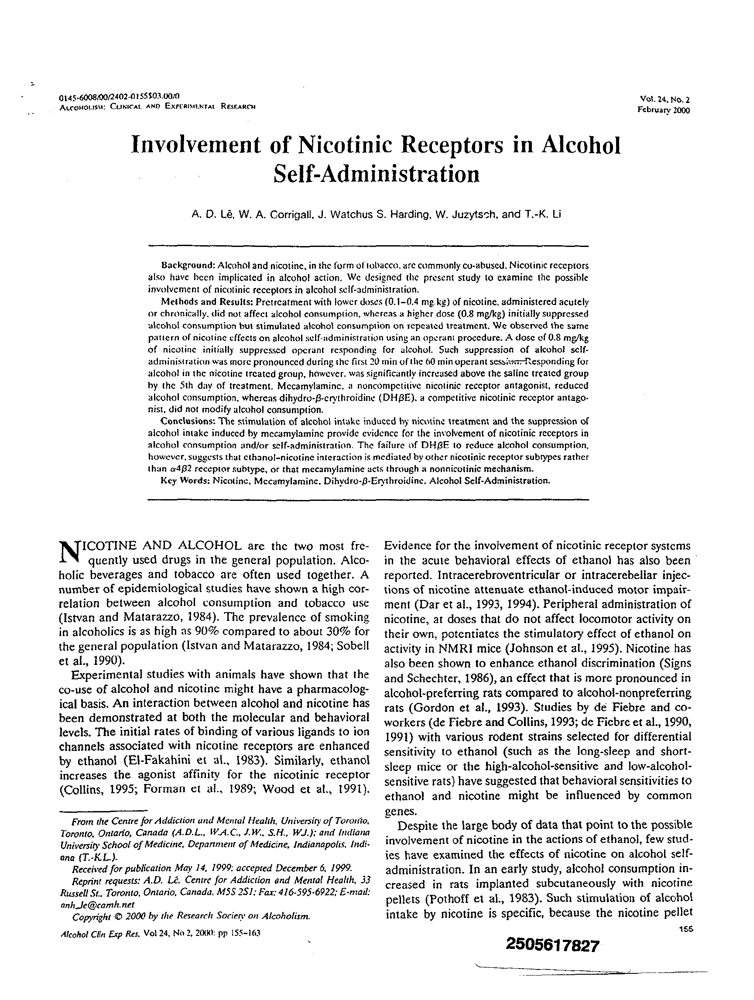 0145-6008/00/2402-0155$03.00/0
ALCOHOLISM: CLINICAL AND EXPERIMENTAL RESEARCH
Vol. 24, No. 2
February 2000
Involvement of Nicotinic Receptors in Alcohol
Self-Administration
A. D. Lê, W. A. Corrigall, J. Watchus S. Harding, W. Juzytsch, and T.-K. Li
Background: Alcohol and nicotine, in the form of tobacco, are commonly co-abused. Nicotinic receptors
also have been implicated in alcohol action. We designed the present study to examine the possible
involvement of nicotinic receptors in alcohol self-administration.
Methods and Results: Pretreatment with lower doses (0.1–0.4 mg/kg) of nicotine, administered acutely
or chronically, did not affect alcohol consumption, whereas a higher dose (0.8 mg/kg) initially suppressed
alcohol consumption but stimulated alcohol consumption on repeated treatment. We observed the same
pattern of nicotine effects on alcohol self-administration using an operant procedure. A dose of 0.8 mg/kg
of nicotine initially suppressed operant responding for alcohol. Such suppression of alcohol self-
administration was more pronounced during the first 20 min of the 60 min operant session. Responding for
alcohol in the nicotine treated group, however, was significantly increased above the saline treated group
by the 5th day of treatment. Mecamylamine, a noncompetitive nicotinic receptor antagonist, reduced
alcohol consumption, whereas dihydro-β-erythroidine (DHβE), a competitive nicotinic receptor antago-
nist, did not modify alcohol consumption.
Conclusions: The stimulation of alcohol intake induced by nicotine treatment and the suppression of
alcohol intake induced by mecamylamine provide evidence for the involvement of nicotinic receptors in
alcohol consumption and/or self-administration. The failure of DHβE to reduce alcohol consumption,
however, suggests that ethanol–nicotine interaction is mediated by other nicotinic receptor subtypes rather
than α4β2 receptor subtype, or that mecamylamine acts through a nonnicotinic mechanism.
Key Words: Nicotine, Mecamylamine, Dihydro-β-Erythroidine, Alcohol Self-Administration.
NICOTINE AND ALCOHOL are the two most fre-
quently used drugs in the general population. Alco-
holic beverages and tobacco are often used together. A
number of epidemiological studies have shown a high cor-
relation between alcohol consumption and tobacco use
(Istvan and Matarazzo, 1984). The prevalence of smoking
in alcoholics is as high as 90% compared to about 30% for
the general population (Istvan and Matarazzo, 1984; Sobell
et al., 1990).
Experimental studies with animals have shown that the
co-use of alcohol and nicotine might have a pharmacolog-
ical basis. An interaction between alcohol and nicotine has
been demonstrated at both the molecular and behavioral
levels. The initial rates of binding of various ligands to ion
channels associated with nicotine receptors are enhanced
by ethanol (El-Fakahini et al., 1983). Similarly, ethanol
increases the agonist affinity for the nicotinic receptor
(Collins, 1995; Forman et al., 1989; Wood et al., 1991).
From the Centre for Addiction and Mental Health, University of Toronto,
Toronto, Ontario, Canada (A.D.L., W.A.C., J.W., S.H., W.J.); and Indiana
University School of Medicine, Department of Medicine, Indianapolis, Indi-
ana (T.-K.L.).
Received for publication May 14, 1999; accepted December 6, 1999.
Reprint requests: A.D. Lê, Centre for Addiction and Mental Health, 33
Russell St., Toronto, Ontario, Canada, M5S 2S1; Fax: 416-595-6922; E-mail:
anh_le@camh.net
Copyright © 2000 by the Research Society on Alcoholism.
Alcohol Clin Exp Res, Vol 24, No 2, 2000: pp 155–163
Evidence for the involvement of nicotinic receptor systems
in the acute behavioral effects of ethanol has also been
reported. Intracerebroventricular or intracerebellar injec-
tions of nicotine attenuate ethanol-induced motor impair-
ment (Dar et al., 1993, 1994). Peripheral administration of
nicotine, at doses that do not affect locomotor activity on
their own, potentiates the stimulatory effect of ethanol on
activity in NMRI mice (Johnson et al., 1995). Nicotine has
also been shown to enhance ethanol discrimination (Signs
and Schechter, 1986), an effect that is more pronounced in
alcohol-preferring rats compared to alcohol-nonpreferring
rats (Gordon et al., 1993). Studies by de Fiebre and co-
workers (de Fiebre and Collins, 1993; de Fiebre et al., 1990,
1991) with various rodent strains selected for differential
sensitivity to ethanol (such as the long-sleep and short-
sleep mice or the high-alcohol-sensitive and low-alcohol-
sensitive rats) have suggested that behavioral sensitivities to
ethanol and nicotine might be influenced by common
genes.
Despite the large body of data that point to the possible
involvement of nicotine in the actions of ethanol, few stud-
ies have examined the effects of nicotine on alcohol self-
administration. In an early study, alcohol consumption in-
creased in rats implanted subcutaneously with nicotine
pellets (Pothoff et al., 1983). Such stimulation of alcohol
intake by nicotine is specific, because the nicotine pellet
155
2505617827